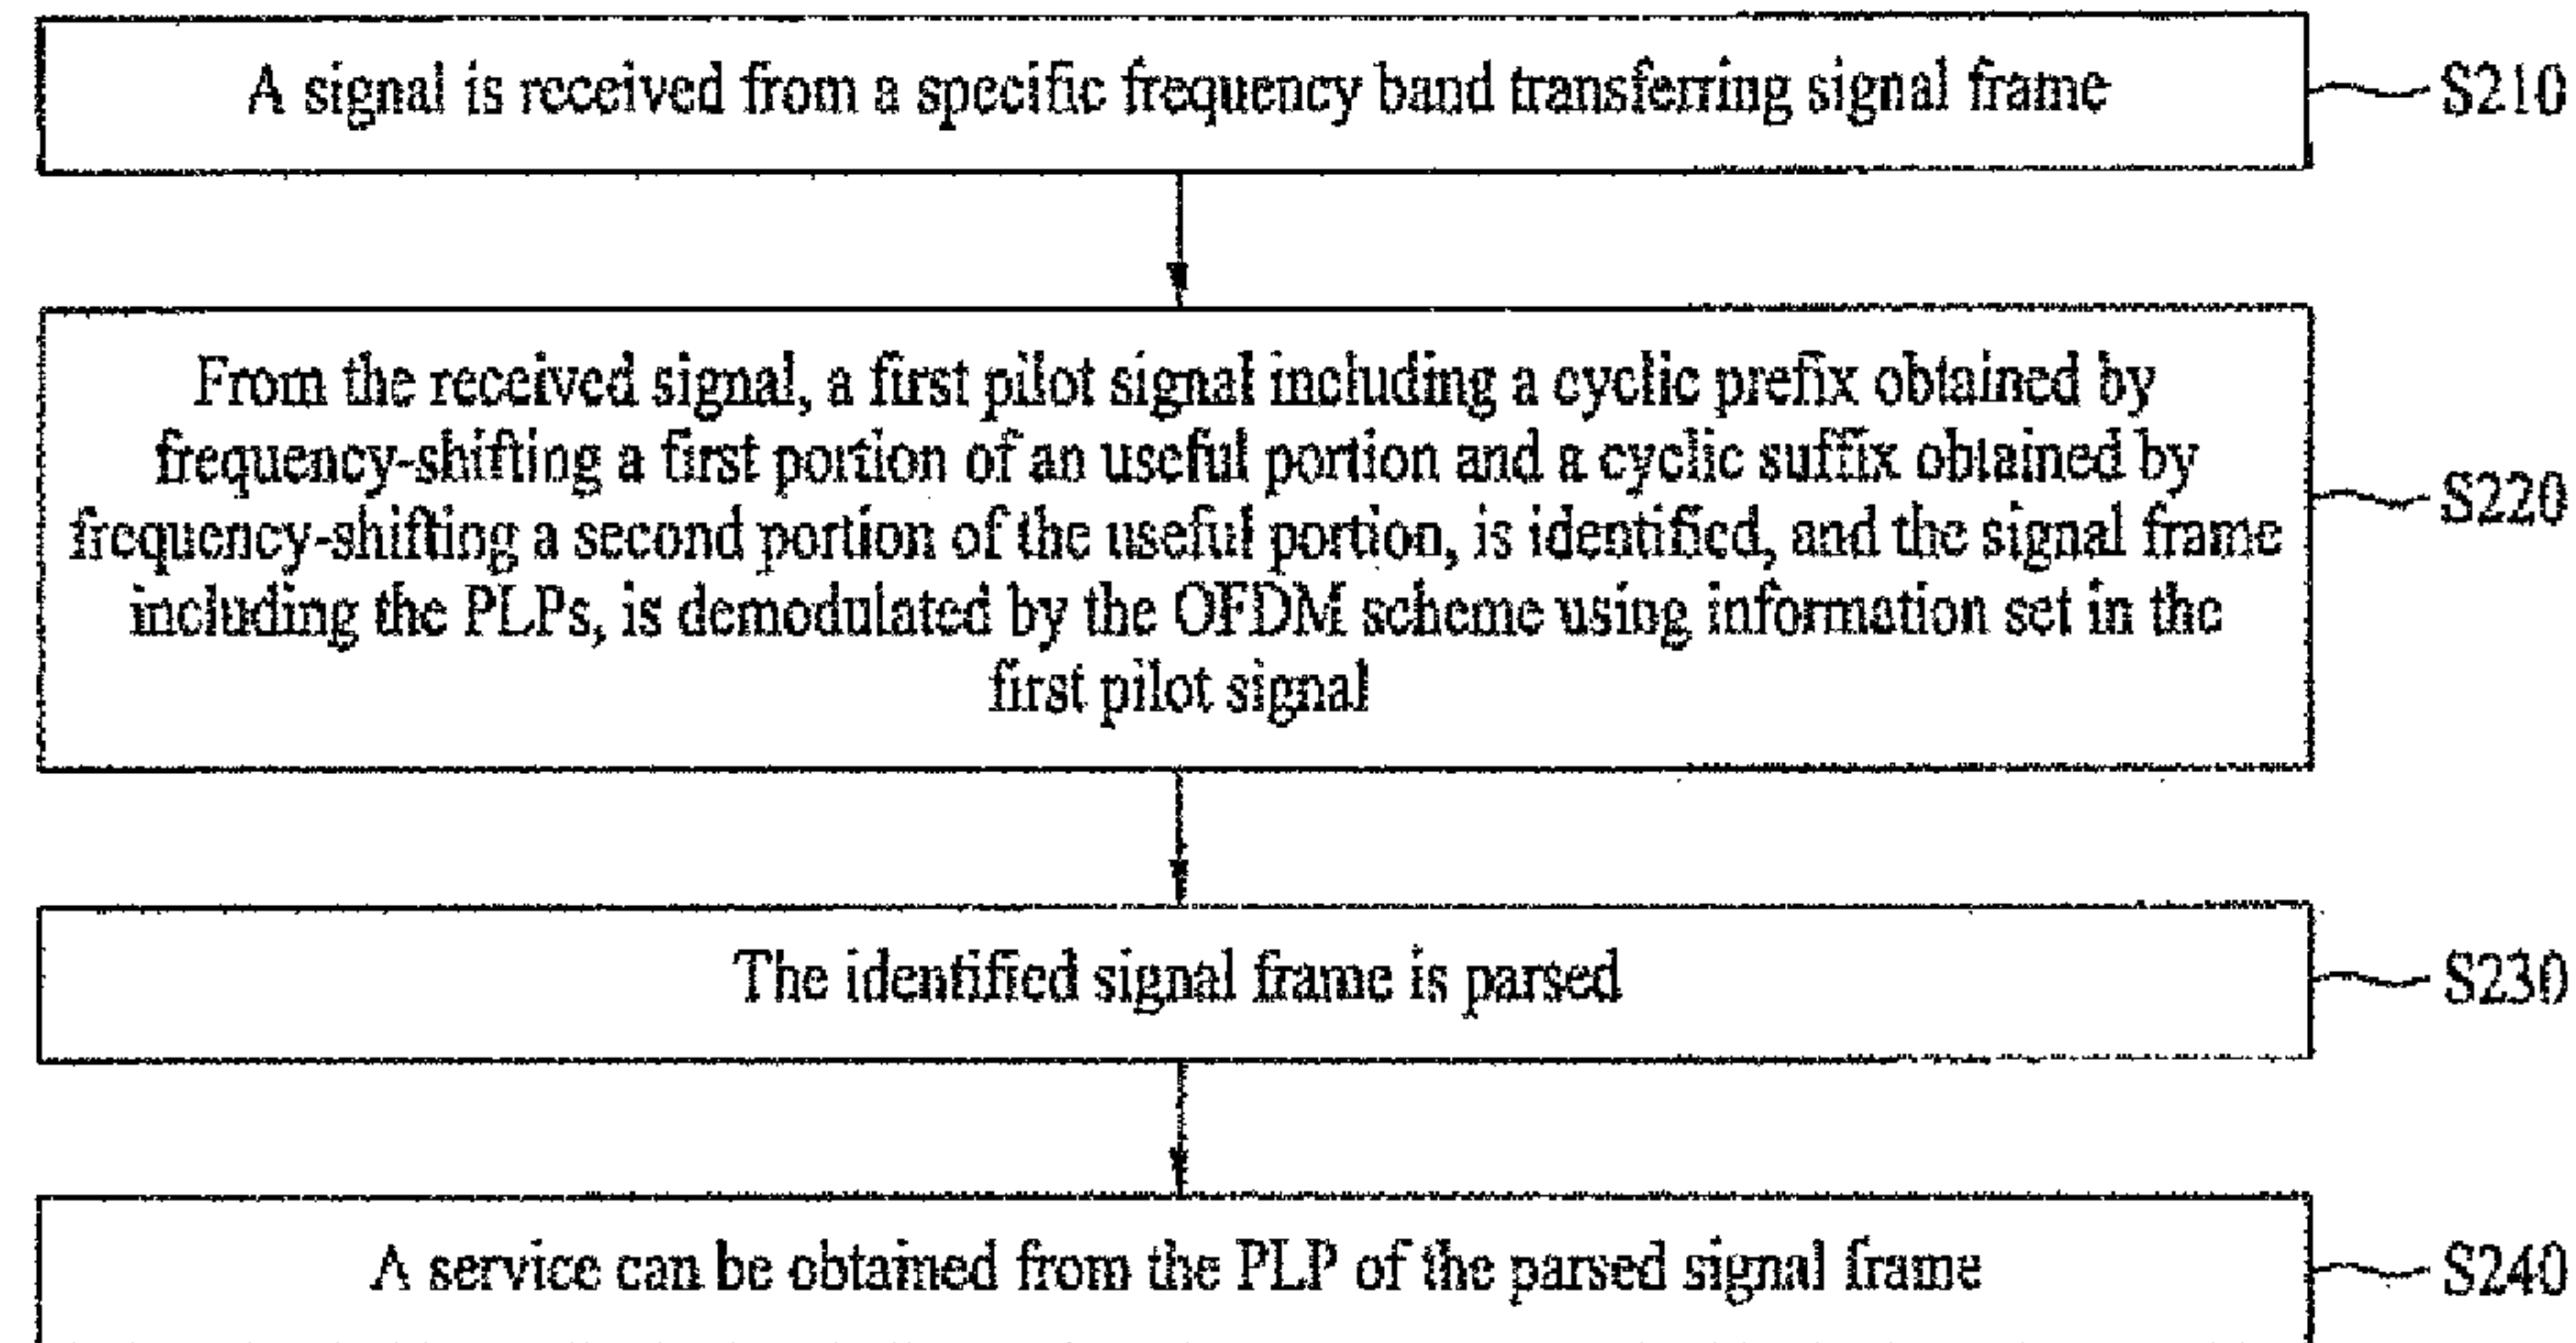 A signal is received from a specific frequency band transferring signal frame
S210
From the received signal, a first pilot signal including a cyclic prefix obtained by
frequency-shifting a first portion of an useful portion and a cyclic suffix obtained by
frequency-shifting a second portion of the useful portion, is identified, and the signal frame
including the PLPs, is demodulated by the OFDM scheme using information set in the
first pilot signal
S220
The identified signal frame is parsed
S230
A service can be obtained from the PLP of the parsed signal frame
S240